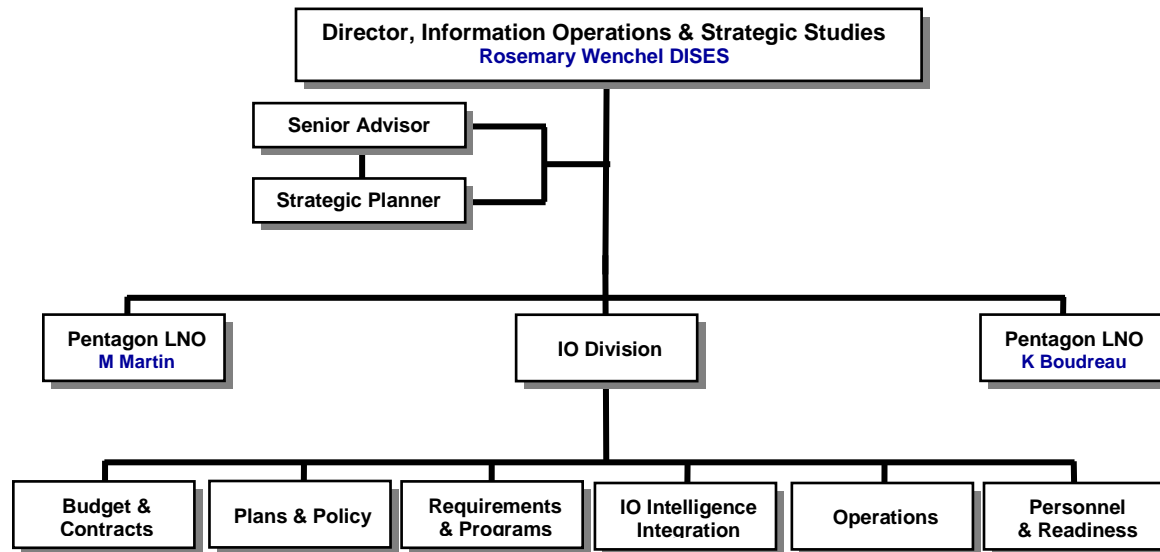 Director, Information Operations & Strategic Studies
Rosemary Wenchel DISES
Senior Advisor
Strategic Planner
Pentagon LNO
M Martin
IO Division
Pentagon LNO
K Boudreau
Budget &
Contracts
Plans & Policy
Requirements
& Programs
IO Intelligence
Integration
Operations
Personnel
& Readiness